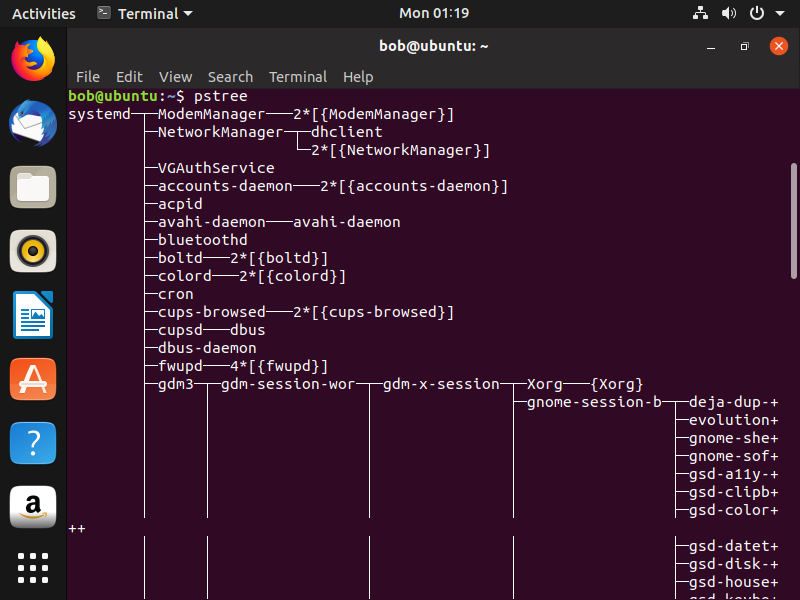 Activities Terminal Mon 01:19
bob@ubuntu: ~
File Edit View Search Terminal Help
bob@ubuntu:~$ pstree
systemd─┬─ModemManager───2*[{ModemManager}]
├─NetworkManager─┬─dhclient
└─2*[{NetworkManager}]
├─VGAuthService
├─accounts-daemon───2*[{accounts-daemon}]
├─acpid
├─avahi-daemon───avahi-daemon
├─bluetoothd
├─boltd───2*[{boltd}]
├─colord───2*[{colord}]
├─cron
├─cups-browsed───2*[{cups-browsed}]
├─cupsd───dbus
├─dbus-daemon
├─fwupd───4*[{fwupd}]
├─gdm3─┬─gdm-session-wor─┬─gdm-x-session─┬─Xorg───{Xorg}
├─gnome-session-b─┬─deja-dup-+
├─evolution+
├─gnome-she+
├─gnome-sof+
├─gsd-a11y-+
├─gsd-clipb+
├─gsd-color+
++
├─gsd-datet+
├─gsd-disk-+
├─gsd-house+